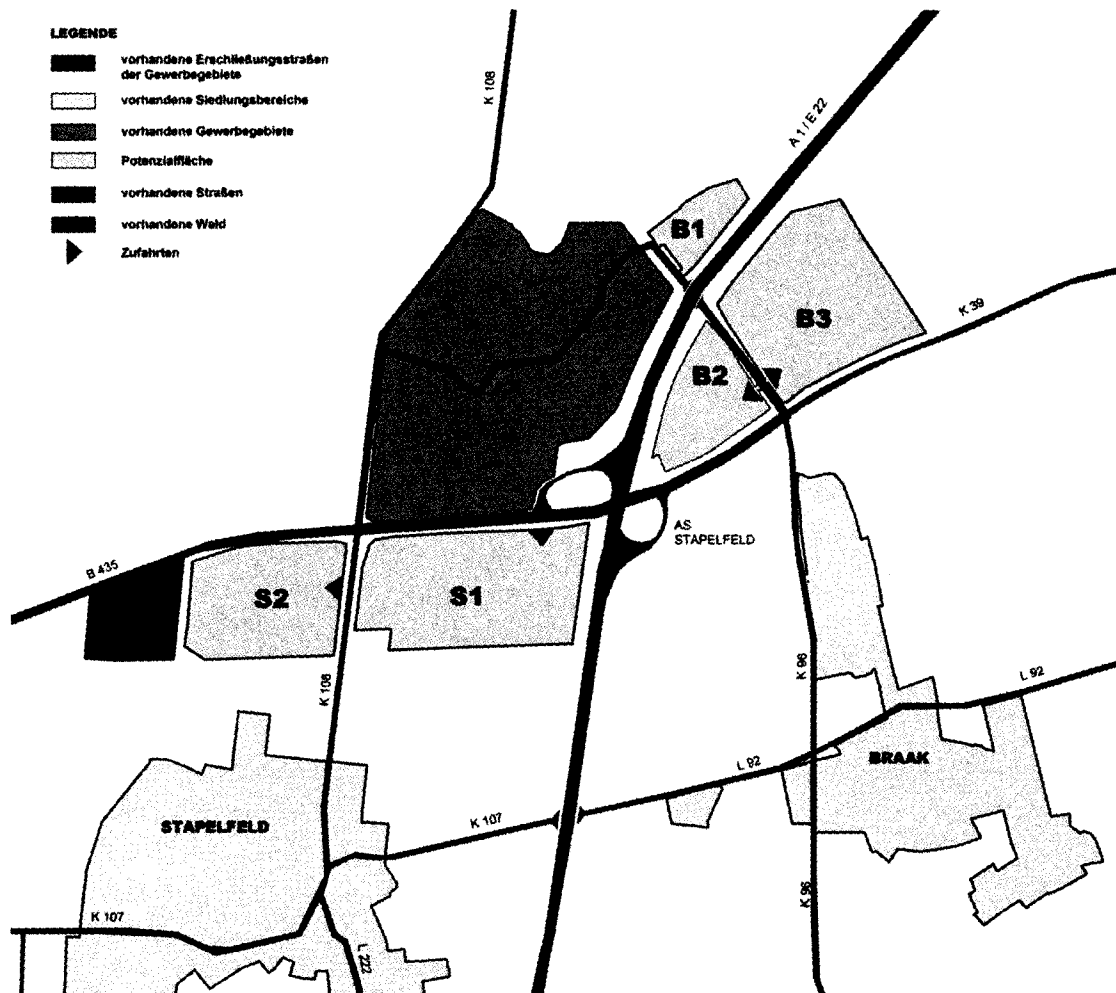 LEGENDE
vorhandene Erschließungsstraßen
der Gewerbegebiete
vorhandene Siedlungsbereiche
vorhandene Gewerbegebiete
Potenzialfläche
vorhandene Straßen
vorhandene Wald
Zufahrten
K 108
A 1 / E 22
B1
B3
K 39
B2
AS
STAPELFELD
B 435
S2
S1
K 108
K 96
L 92
BRAAK
L 92
STAPELFELD
K 107
K 96
K 107
L 222